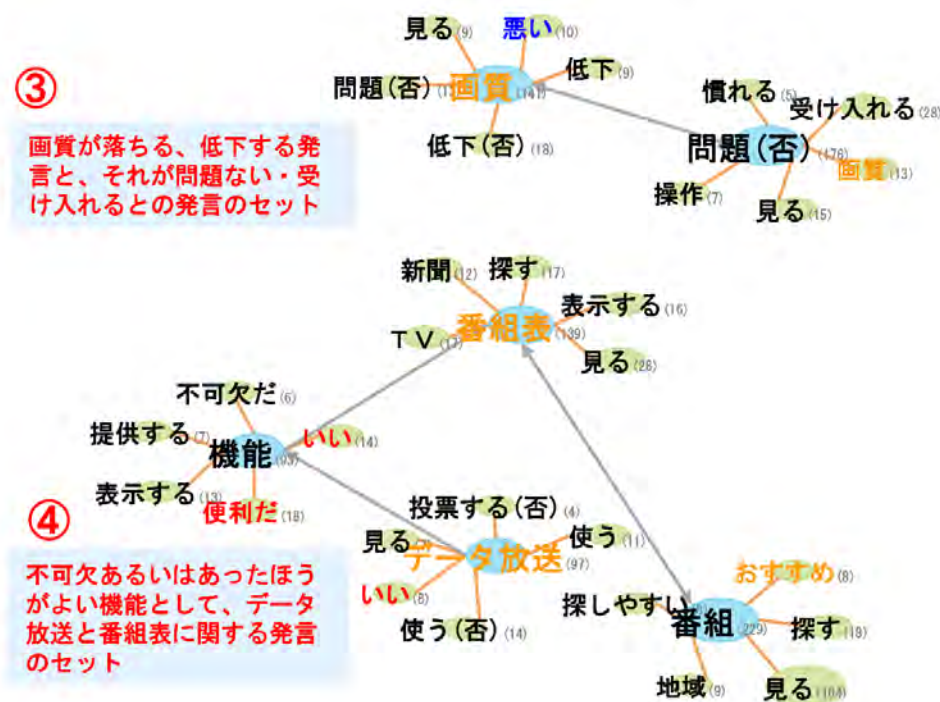 ③
画質が落ちる、低下する発
言と、それが問題ない・受
け入れるとの発言のセット
見る(9)
悪い(10)
問題(否)
画質(141)
低下(9)
低下(否)(18)
慣れる(5)
受け入れる(28)
問題(否)(176)
画質(13)
操作(7)
見る(15)
新聞(12)
探す(17)
番組表(139)
表示する(16)
TV
見る(28)
不可欠だ(6)
提供する(7)
機能(93)
いい(14)
表示する(13)
便利だ(18)
④
不可欠あるいはあったほう
がよい機能として、データ
放送と番組表に関する発言
のセット
投票する(否)(4)
見る
データ放送(97)
使う(11)
いい(8)
使う(否)(14)
おすすめ(8)
探しやすい
番組(229)
探す(19)
地域(9)
見る(104)